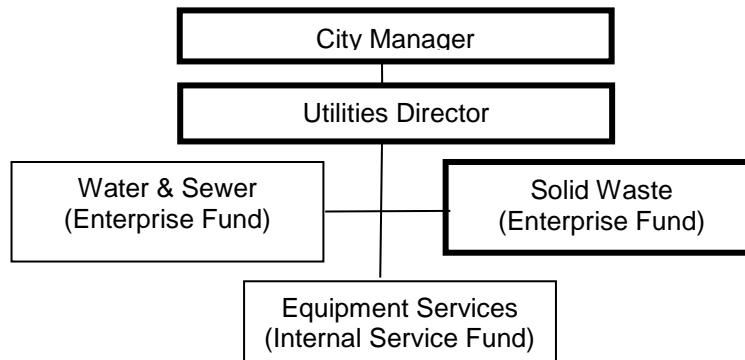 City Manager
Utilities Director
Water & Sewer
(Enterprise Fund)
Solid Waste
(Enterprise Fund)
Equipment Services
(Internal Service Fund)